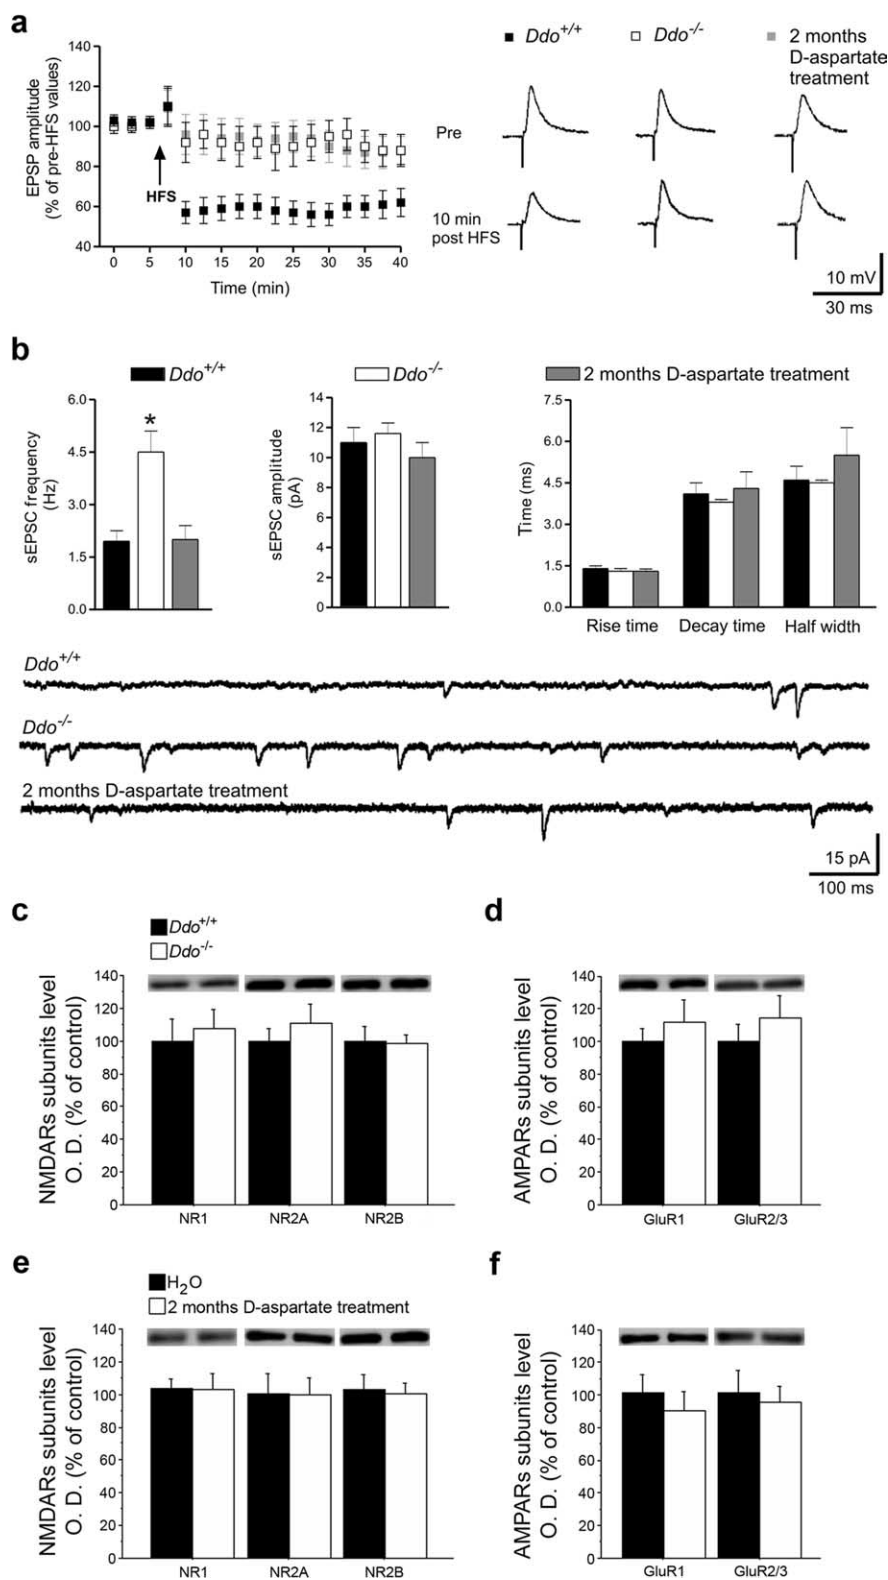 a
Ddo+/+
Ddo-/-
2 months
D-aspartate
treatment
EPSP amplitude
(% of pre-HFS values)
140
120
100
80
60
40
HFS
0 5 10 15 20 25 30 35 40
Time (min)
Pre
10 min
post HFS
10 mV
30 ms
b
Ddo+/+
Ddo-/-
2 months D-aspartate treatment
sEPSC frequency
(Hz)
6.0
4.5
3.0
1.5
0.0
*
sEPSC amplitude
(pA)
14
12
10
8
6
4
2
0
Time (ms)
7.5
6.0
4.5
3.0
1.5
0.0
Rise time Decay time Half width
Ddo+/+
Ddo-/-
2 months D-aspartate treatment
15 pA
100 ms
c
Ddo+/+
Ddo-/-
NMDARs subunits level
O. D. (% of control)
140
120
100
80
60
40
20
0
NR1 NR2A NR2B
d
AMPARs subunits level
O. D. (% of control)
140
120
100
80
60
40
20
0
GluR1 GluR2/3
e
H2O
2 months D-aspartate treatment
NMDARs subunits level
O. D. (% of control)
140
120
100
80
60
40
20
0
NR1 NR2A NR2B
f
AMPARs subunits level
O. D. (% of control)
140
120
100
80
60
40
20
0
GluR1 GluR2/3